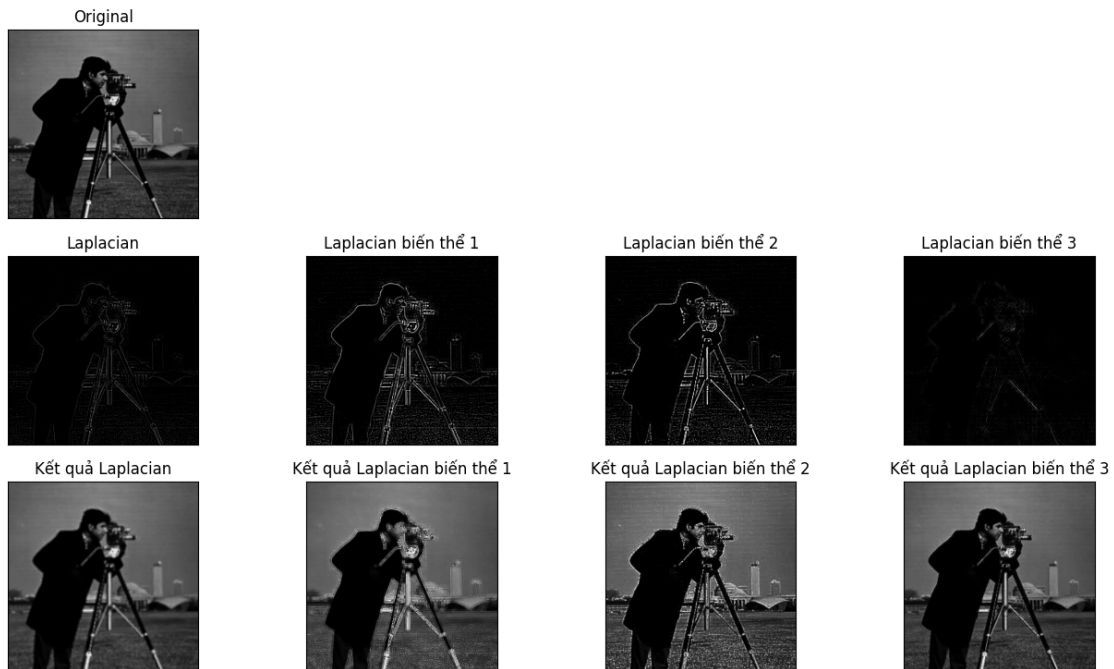 Original
Laplacian
Laplacian biến thể 1
Laplacian biến thể 2
Laplacian biến thể 3
Kết quả Laplacian
Kết quả Laplacian biến thể 1
Kết quả Laplacian biến thể 2
Kết quả Laplacian biến thể 3